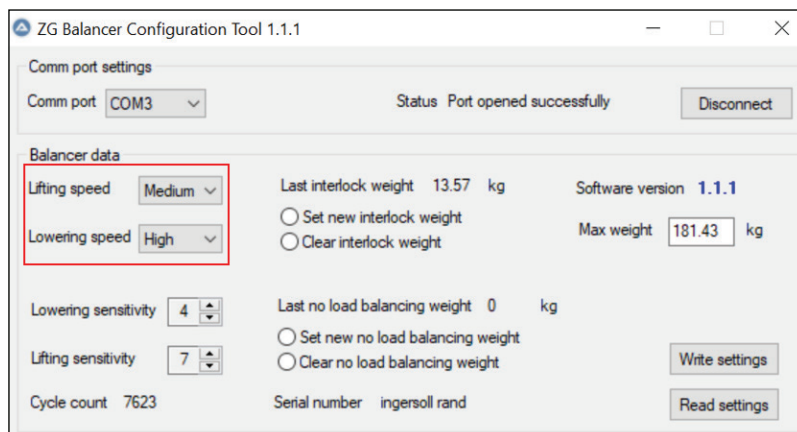 ZG Balancer Configuration Tool 1.1.1
Comm port settings
Comm port COM3 Status Port opened successfully Disconnect
Balancer data
Lifting speed Medium Last interlock weight 13.57 kg Software version 1.1.1
Set new interlock weight
Lowering speed High Clear interlock weight Max weight 181.43 kg
Lowering sensitivity 4 Last no load balancing weight 0 kg
Set new no load balancing weight
Lifting sensitivity 7 Clear no load balancing weight Write settings
Cycle count 7623 Serial number ingersoll rand Read settings